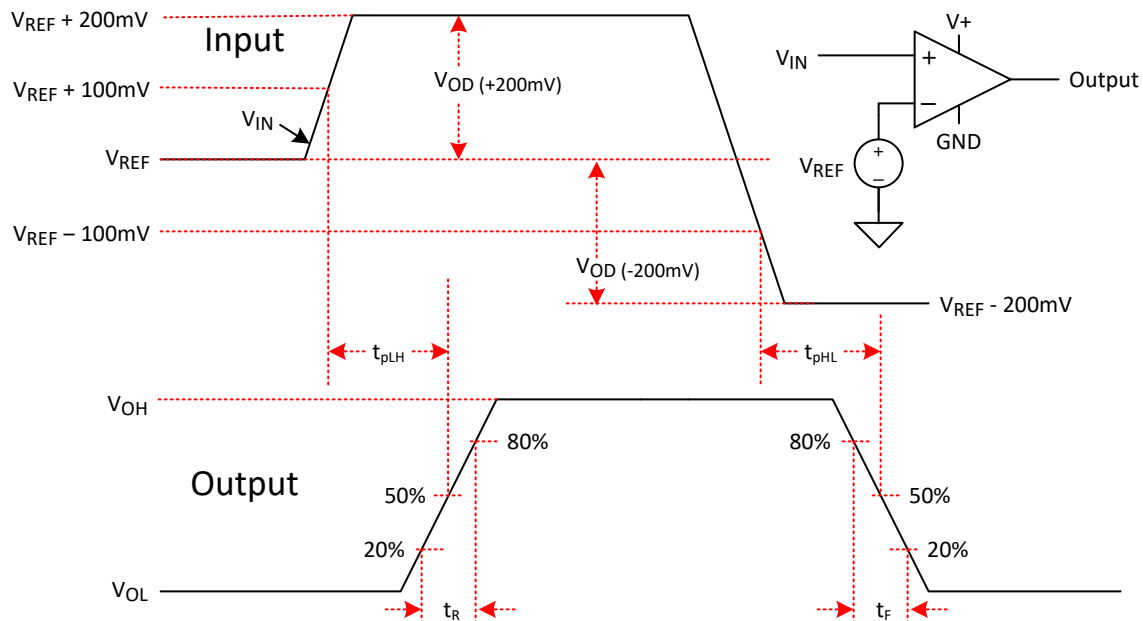 VREF + 200mV
Input
V+
VIN
+
Output
VOD (+200mV)
VREF + 100mV
VIN
−
GND
VREF
+
−
VREF
VREF – 100mV
VOD (-200mV)
VREF - 200mV
tpLH
tpHL
VOH
80%
80%
Output
50%
50%
20%
20%
VOL
tR
tF